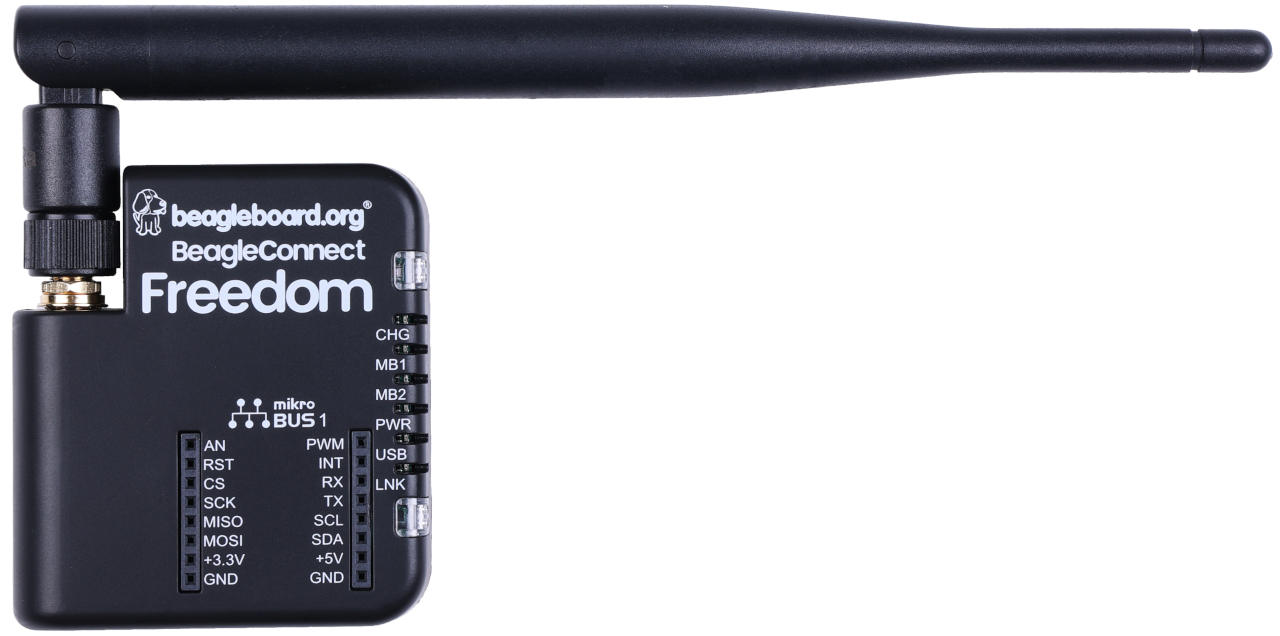 beagleboard.org®
BeagleConnect
Freedom
CHG
MB1
MB2
PWR
USB
LNK
mikro
BUS 1
AN PWM
RST INT
CS RX
SCK TX
MISO SCL
MOSI SDA
+3.3V +5V
GND GND